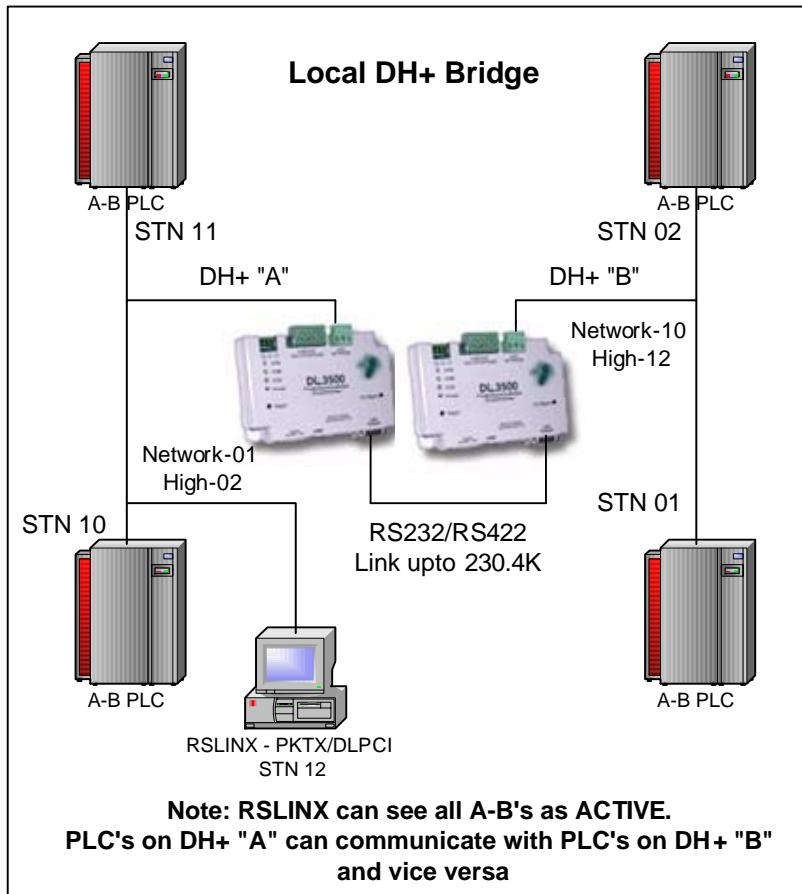 Local DH+ Bridge
A-B PLC
STN 11
A-B PLC
STN 02
DH+ "A"
DH+ "B"
Network-10
High-12
DL3500
DL3500
Network-01
High-02
STN 10
STN 01
RS232/RS422
Link upto 230.4K
A-B PLC
A-B PLC
RSLINX - PKTX/DLPCI
STN 12
Note: RSLINX can see all A-B's as ACTIVE.
PLC's on DH+ "A" can communicate with PLC's on DH+ "B"
and vice versa